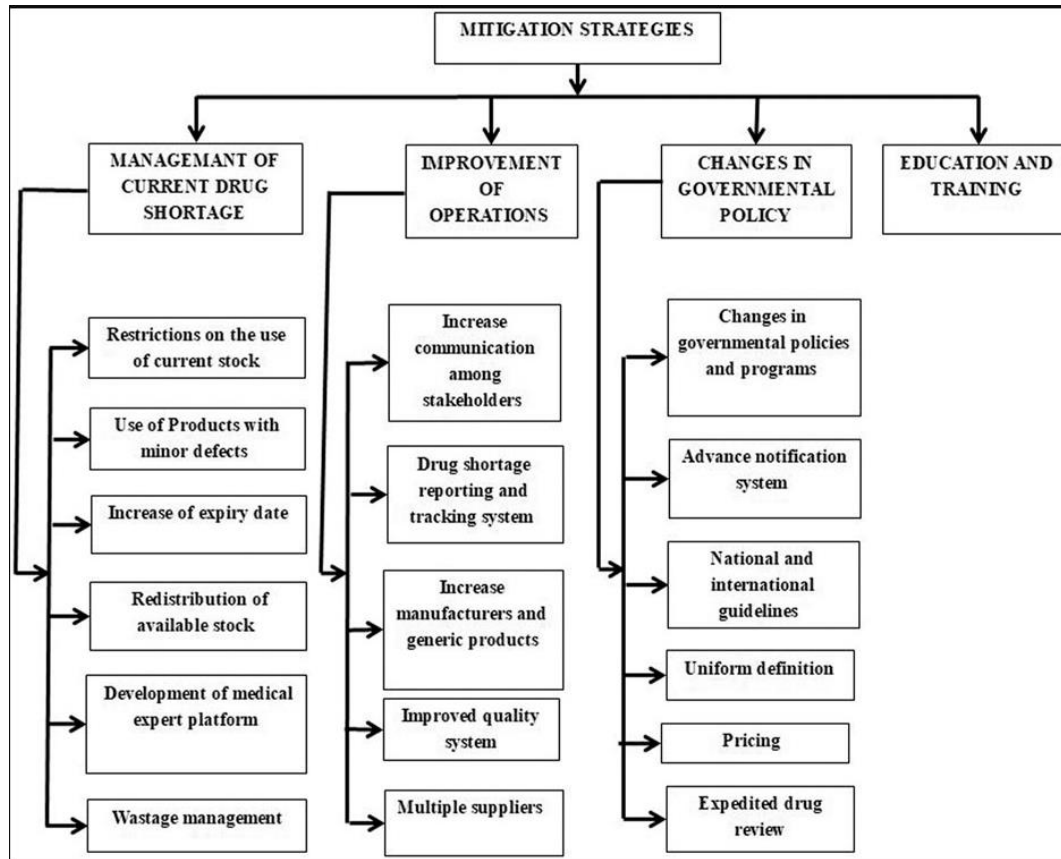 MITIGATION STRATEGIES
MANAGEMANT OF
CURRENT DRUG
SHORTAGE
IMPROVEMENT
OF
OPERATIONS
CHANGES IN
GOVERNMENTAL
POLICY
EDUCATION AND
TRAINING
Restrictions on the use
of current stock
Use of Products with
minor defects
Increase of expiry date
Redistribution of
available stock
Development of medical
expert platform
Wastage management
Increase
communication
among
stakeholders
Drug shortage
reporting and
tracking system
Increase
manufacturers and
generic products
Improved quality
system
Multiple suppliers
Changes in
governmental policies
and programs
Advance notification
system
National and
international
guidelines
Uniform definition
Pricing
Expedited drug
review